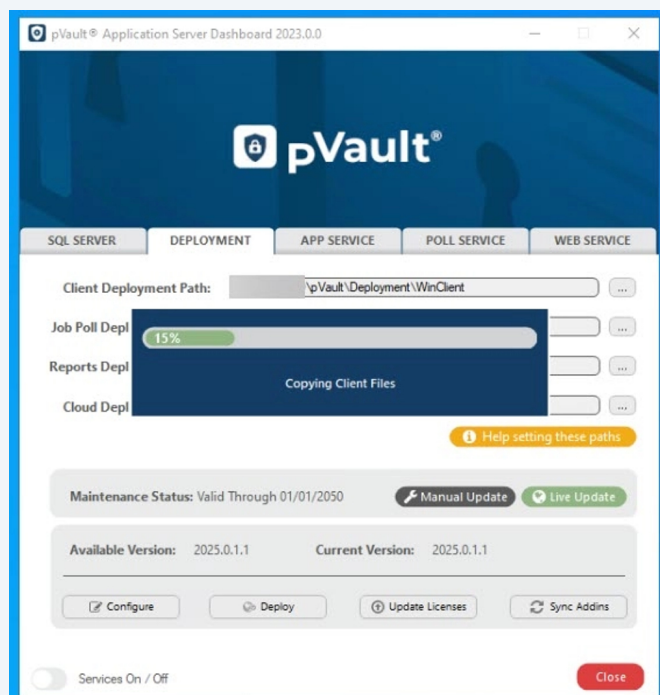 pVault® Application Server Dashboard 2023.0.0
pVault®
SQL SERVER DEPLOYMENT APP SERVICE POLL SERVICE WEB SERVICE
Client Deployment Path: \pVault\Deployment\WinClient ...
Job Poll Depl ...
15%
Reports Depl ...
Copying Client Files
Cloud Depl ...
Help setting these paths
Maintenance Status: Valid Through 01/01/2050 Manual Update Live Update
Available Version: 2025.0.1.1 Current Version: 2025.0.1.1
Configure Deploy Update Licenses Sync Addins
Services On / Off Close